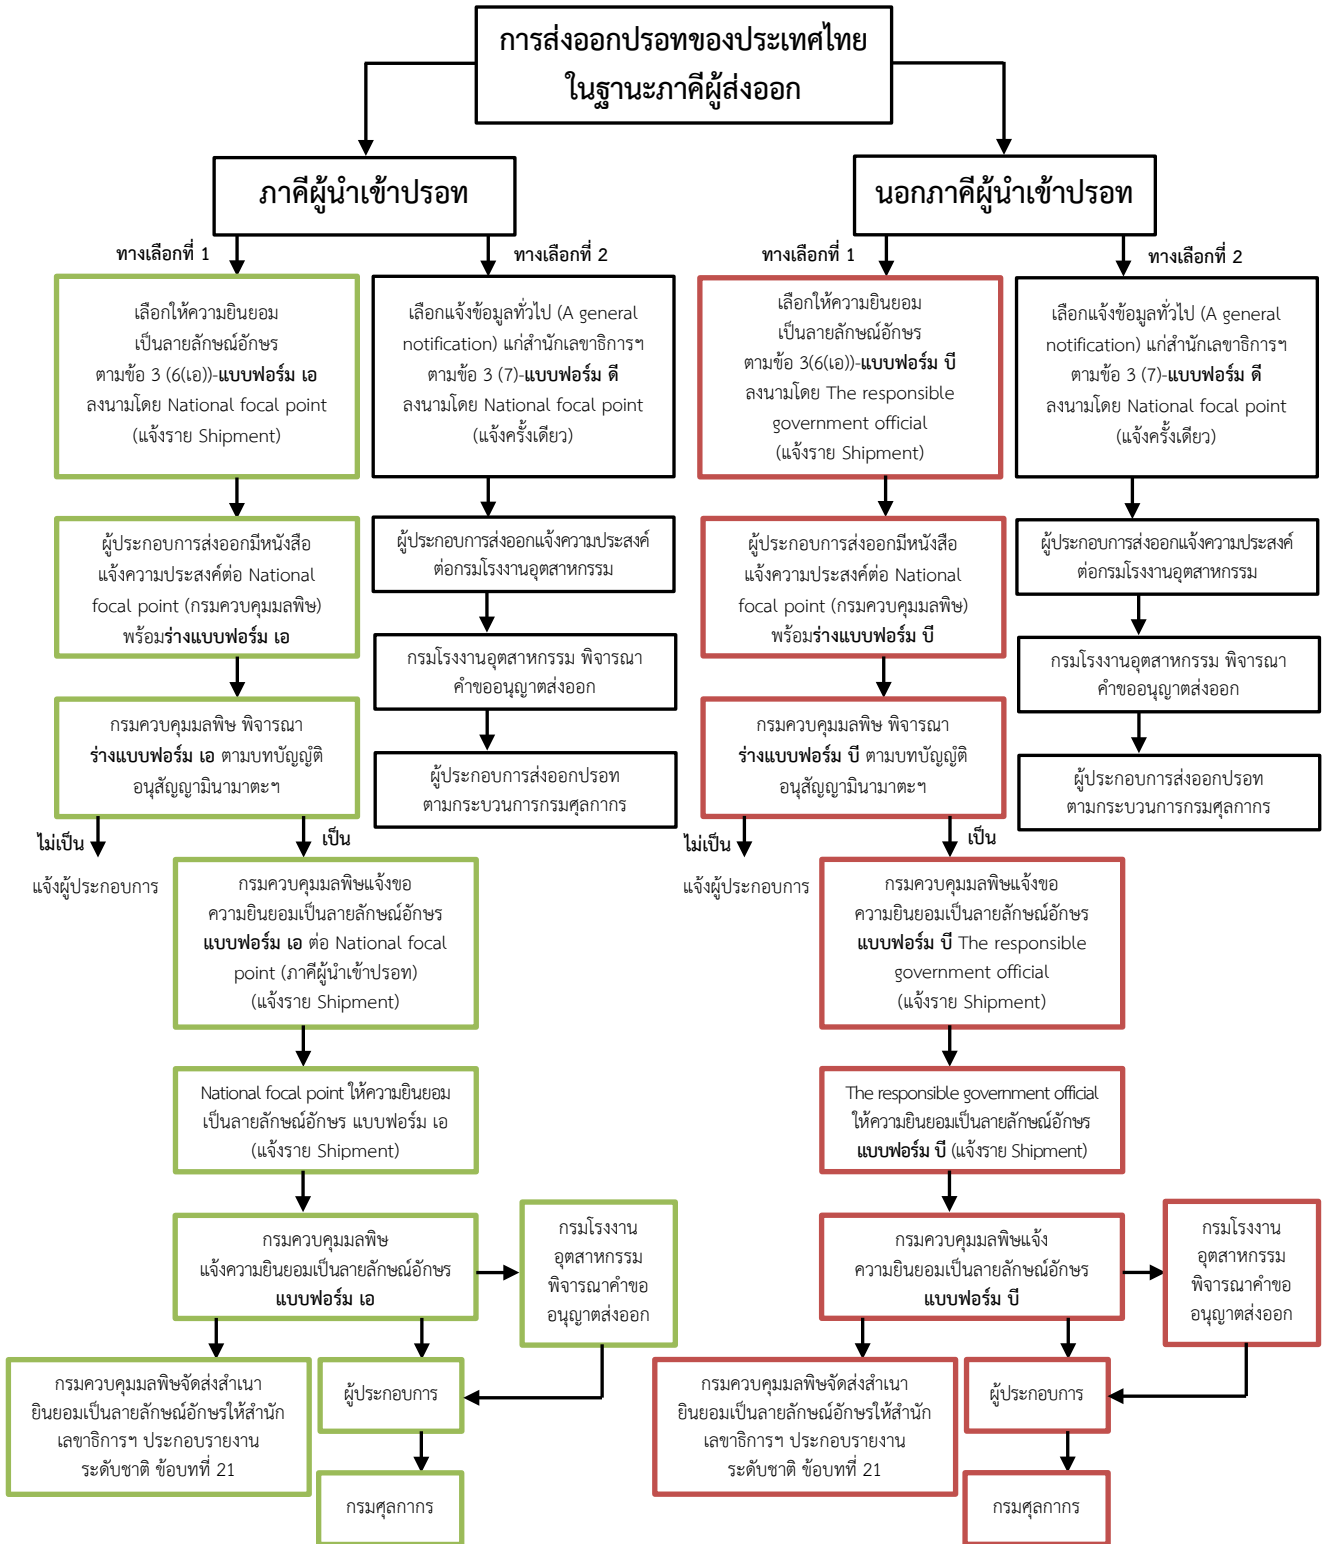 การส่งออกปรอทของประเทศไทย
ในฐานะภาคีผู้ส่งออก
ภาคีผู้นำเข้าปรอท
ทางเลือกที่ 1
ทางเลือกที่ 2
เลือกให้ความยินยอม
เป็นลายลักษณ์อักษร
ตามข้อ 3 (6(เอ))-แบบฟอร์ม เอ
ลงนามโดย National focal point
(แจ้งราย Shipment)
เลือกแจ้งข้อมูลทั่วไป (A general
notification) แก่สำนักเลขาธิการฯ
ตามข้อ 3 (7)-แบบฟอร์ม ดี
ลงนามโดย National focal point
(แจ้งครั้งเดียว)
ผู้ประกอบการส่งออกมีหนังสือ
แจ้งความประสงค์ต่อ National
focal point (กรมควบคุมมลพิษ)
พร้อมร่างแบบฟอร์ม เอ
ผู้ประกอบการส่งออกแจ้งความประสงค์
ต่อกรมโรงงานอุตสาหกรรม
กรมโรงงานอุตสาหกรรม พิจารณา
คำขออนุญาตส่งออก
กรมควบคุมมลพิษ พิจารณา
ร่างแบบฟอร์ม เอ ตามบทบัญญัติ
อนุสัญญามินามาตะฯ
ผู้ประกอบการส่งออกปรอท
ตามกระบวนการกรมศุลกากร
ไม่เป็น
เป็น
แจ้งผู้ประกอบการ
กรมควบคุมมลพิษแจ้งขอ
ความยินยอมเป็นลายลักษณ์อักษร
แบบฟอร์ม เอ ต่อ National focal
point (ภาคีผู้นำเข้าปรอท)
(แจ้งราย Shipment)
National focal point ให้ความยินยอม
เป็นลายลักษณ์อักษร แบบฟอร์ม เอ
(แจ้งราย Shipment)
กรมควบคุมมลพิษ
แจ้งความยินยอมเป็นลายลักษณ์อักษร
แบบฟอร์ม เอ
กรมโรงงาน
อุตสาหกรรม
พิจารณาคำขอ
อนุญาตส่งออก
กรมควบคุมมลพิษจัดส่งสำเนา
ยินยอมเป็นลายลักษณ์อักษรให้สำนัก
เลขาธิการฯ ประกอบรายงาน
ระดับชาติ ข้อบทที่ 21
ผู้ประกอบการ
กรมศุลกากร
นอกภาคีผู้นำเข้าปรอท
ทางเลือกที่ 1
ทางเลือกที่ 2
เลือกให้ความยินยอม
เป็นลายลักษณ์อักษร
ตามข้อ 3(6(เอ))-แบบฟอร์ม บี
ลงนามโดย The responsible
government official
(แจ้งราย Shipment)
เลือกแจ้งข้อมูลทั่วไป (A general
notification) แก่สำนักเลขาธิการฯ
ตามข้อ 3 (7)-แบบฟอร์ม ดี
ลงนามโดย National focal point
(แจ้งครั้งเดียว)
ผู้ประกอบการส่งออกมีหนังสือ
แจ้งความประสงค์ต่อ National
focal point (กรมควบคุมมลพิษ)
พร้อมร่างแบบฟอร์ม บี
ผู้ประกอบการส่งออกแจ้งความประสงค์
ต่อกรมโรงงานอุตสาหกรรม
กรมโรงงานอุตสาหกรรม พิจารณา
คำขออนุญาตส่งออก
กรมควบคุมมลพิษ พิจารณา
ร่างแบบฟอร์ม บี ตามบทบัญญัติ
อนุสัญญามินามาตะฯ
ผู้ประกอบการส่งออกปรอท
ตามกระบวนการกรมศุลกากร
ไม่เป็น
เป็น
แจ้งผู้ประกอบการ
กรมควบคุมมลพิษแจ้งขอ
ความยินยอมเป็นลายลักษณ์อักษร
แบบฟอร์ม บี The responsible
government official
(แจ้งราย Shipment)
The responsible government official
ให้ความยินยอมเป็นลายลักษณ์อักษร
แบบฟอร์ม บี (แจ้งราย Shipment)
กรมควบคุมมลพิษแจ้ง
ความยินยอมเป็นลายลักษณ์อักษร
แบบฟอร์ม บี
กรมโรงงาน
อุตสาหกรรม
พิจารณาคำขอ
อนุญาตส่งออก
กรมควบคุมมลพิษจัดส่งสำเนา
ยินยอมเป็นลายลักษณ์อักษรให้สำนัก
เลขาธิการฯ ประกอบรายงาน
ระดับชาติ ข้อบทที่ 21
ผู้ประกอบการ
กรมศุลกากร